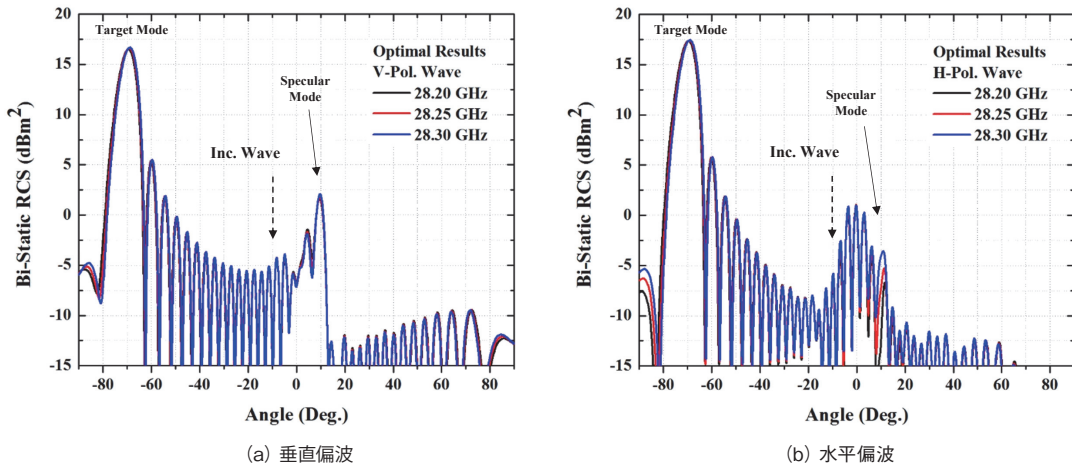 Target Mode
Optimal Results
V-Pol. Wave
28.20 GHz
28.25 GHz
28.30 GHz
Specular
Mode
Inc. Wave
Bi-Static RCS (dBm²)
20
15
10
5
0
-5
-10
-15
-80 -60 -40 -20 0 20 40 60 80
Angle (Deg.)
(a) 垂直偏波
Target Mode
Optimal Results
H-Pol. Wave
28.20 GHz
28.25 GHz
28.30 GHz
Specular
Mode
Inc. Wave
Bi-Static RCS (dBm²)
20
15
10
5
0
-5
-10
-15
-80 -60 -40 -20 0 20 40 60 80
Angle (Deg.)
(b) 水平偏波